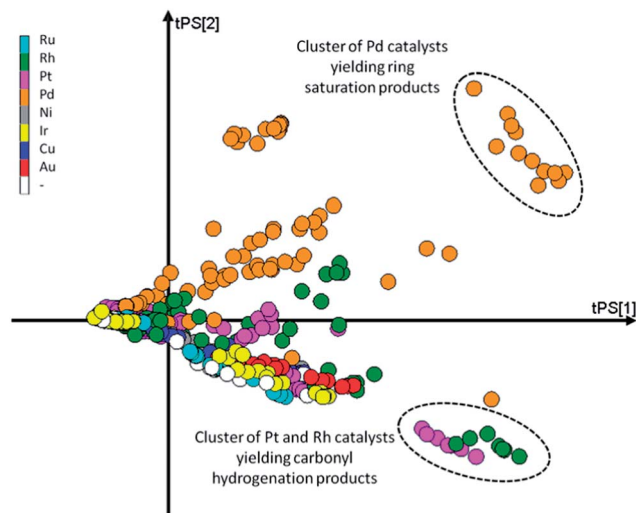 tPS[2]
Ru
Rh
Pt
Pd
Ni
Ir
Cu
Au
-
Cluster of Pd catalysts
yielding ring
saturation products
tPS[1]
Cluster of Pt and Rh catalysts
yielding carbonyl
hydrogenation products